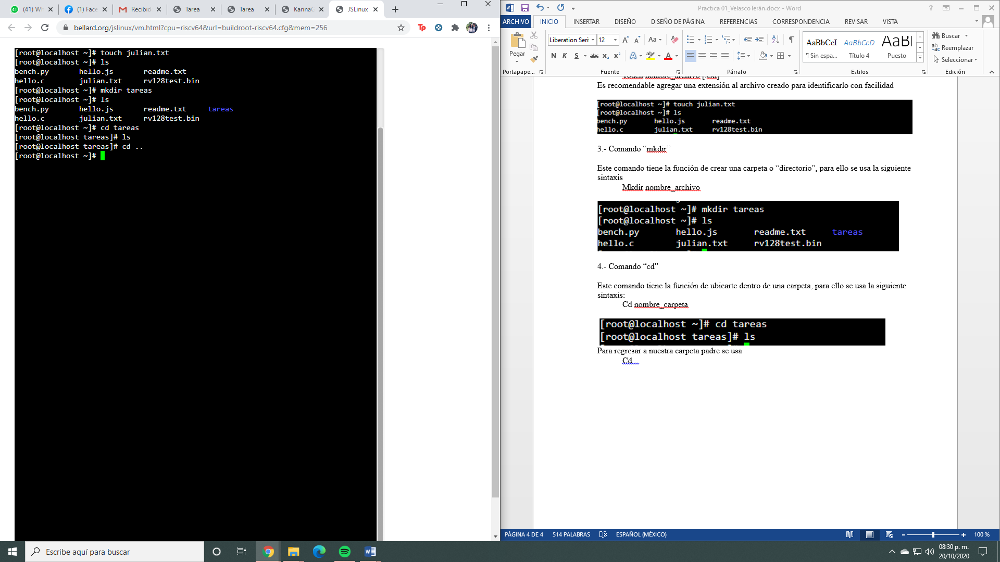 (41) Wh
(1) Face
Recibid
Tarea
Tarea
KarinaG
JSLinux
bellard.org/jslinux/vm.html?cpu=riscv64&url=buildroot-riscv64.cfg&mem=256
[root@localhost ~]# touch julian.txt
[root@localhost ~]# ls
bench.py hello.js readme.txt
hello.c julian.txt rv128test.bin
[root@localhost ~]# mkdir tareas
[root@localhost ~]# ls
bench.py hello.js readme.txt tareas
hello.c julian.txt rv128test.bin
[root@localhost ~]# cd tareas
[root@localhost tareas]# ls
[root@localhost tareas]# cd ..
[root@localhost ~]#
Practica 01_VelascoTerán.docx - Word
ARCHIVO INICIO INSERTAR DISEÑO DISEÑO DE PÁGINA REFERENCIAS CORRESPONDENCIA REVISAR VISTA
Pegar
Portapape...
Liberation Seri 12
Aa
N K S abc x₂ x²
Fuente
Párrafo
AaBbCcI AaBbCcD AaBl
¶ Sin espa... Título 4 Puesto
Estilos
Buscar
Reemplazar
Seleccionar
Edición
Touch nombre_archivo [.ext]
Es recomendable agregar una extensión al archivo creado para identificarlo con facilidad
[root@localhost ~]# touch julian.txt
[root@localhost ~]# ls
bench.py hello.js readme.txt
hello.c julian.txt rv128test.bin
3.- Comando “mkdir”
Este comando tiene la función de crear una carpeta o “directorio”, para ello se usa la siguiente
sintaxis
Mkdir nombre_archivo
[root@localhost ~]# mkdir tareas
[root@localhost ~]# ls
bench.py hello.js readme.txt tareas
hello.c julian.txt rv128test.bin
4.- Comando “cd”
Este comando tiene la función de ubicarte dentro de una carpeta, para ello se usa la siguiente
sintaxis:
Cd nombre_carpeta
[root@localhost ~]# cd tareas
[root@localhost tareas]# ls
Para regresar a nuestra carpeta padre se usa
Cd ..
PÁGINA 4 DE 4 514 PALABRAS ESPAÑOL (MÉXICO) 100 %
Escribe aquí para buscar
08:30 p. m.
20/10/2020